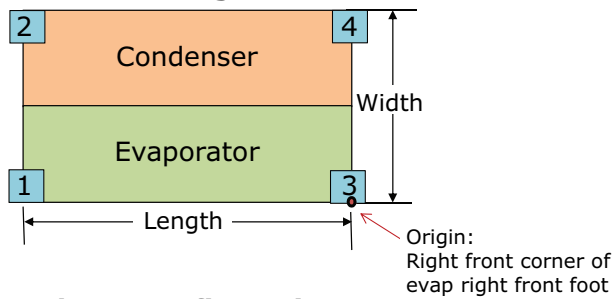 2
4
Condenser
Width
Evaporator
1
3
Length
Origin:
Right front corner of
evap right front foot